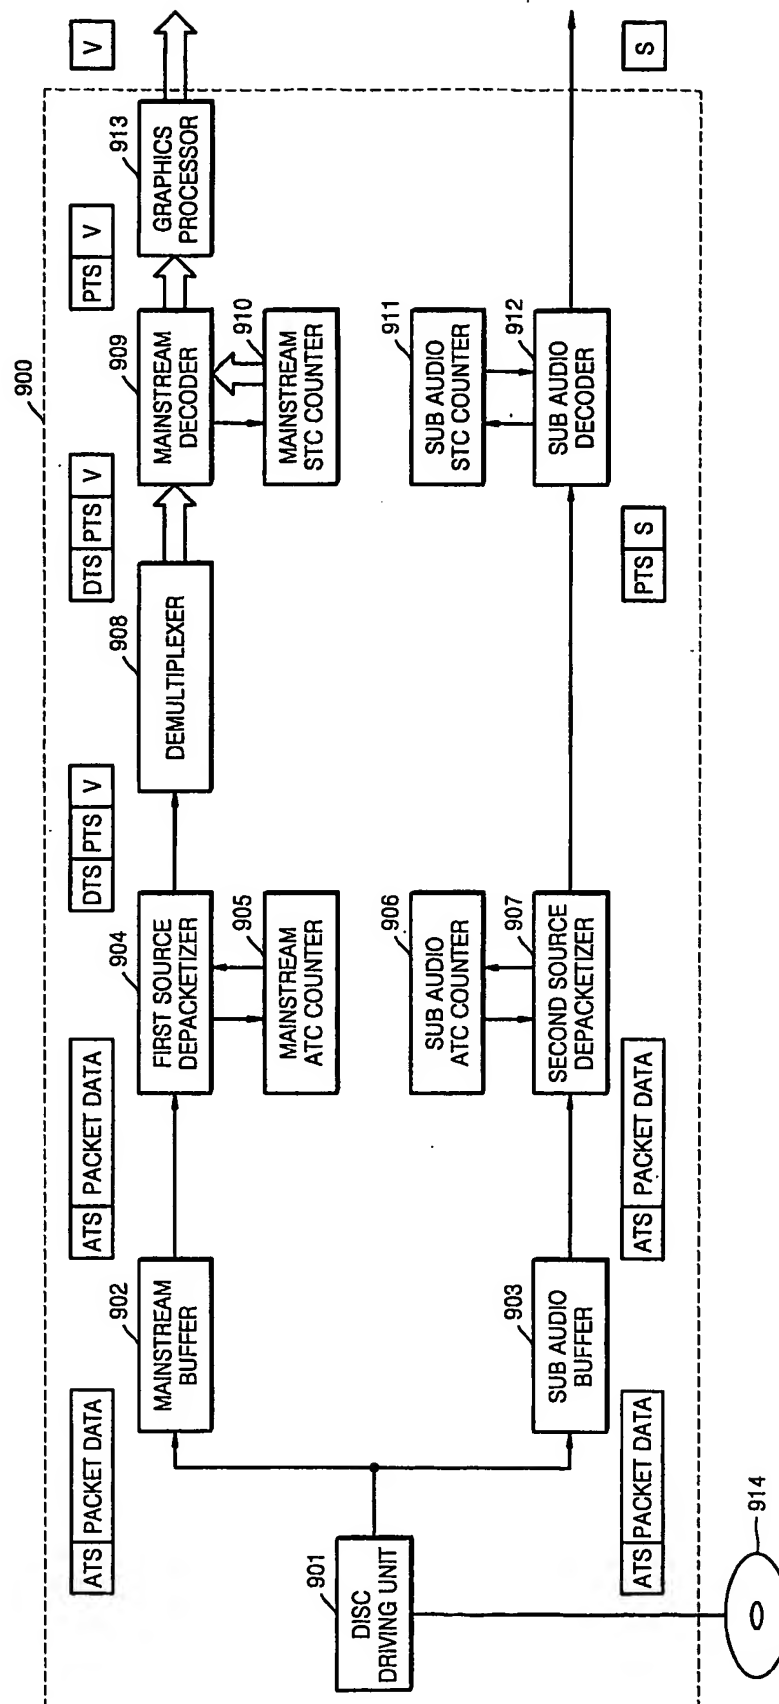 900
ATS PACKET DATA
ATS PACKET DATA
DTS PTS V
DTS PTS V
PTS V
V
901
DISC
DRIVING UNIT
902
MAINSTREAM
BUFFER
904
FIRST SOURCE
DEPACKETIZER
905
MAINSTREAM
ATC COUNTER
908
DEMULTIPLEXER
909
MAINSTREAM
DECODER
910
MAINSTREAM
STC COUNTER
913
GRAPHICS
PROCESSOR
903
SUB AUDIO
BUFFER
906
SUB AUDIO
ATC COUNTER
907
SECOND SOURCE
DEPACKETIZER
911
SUB AUDIO
STC COUNTER
912
SUB AUDIO
DECODER
ATS PACKET DATA
ATS PACKET DATA
PTS S
S
914